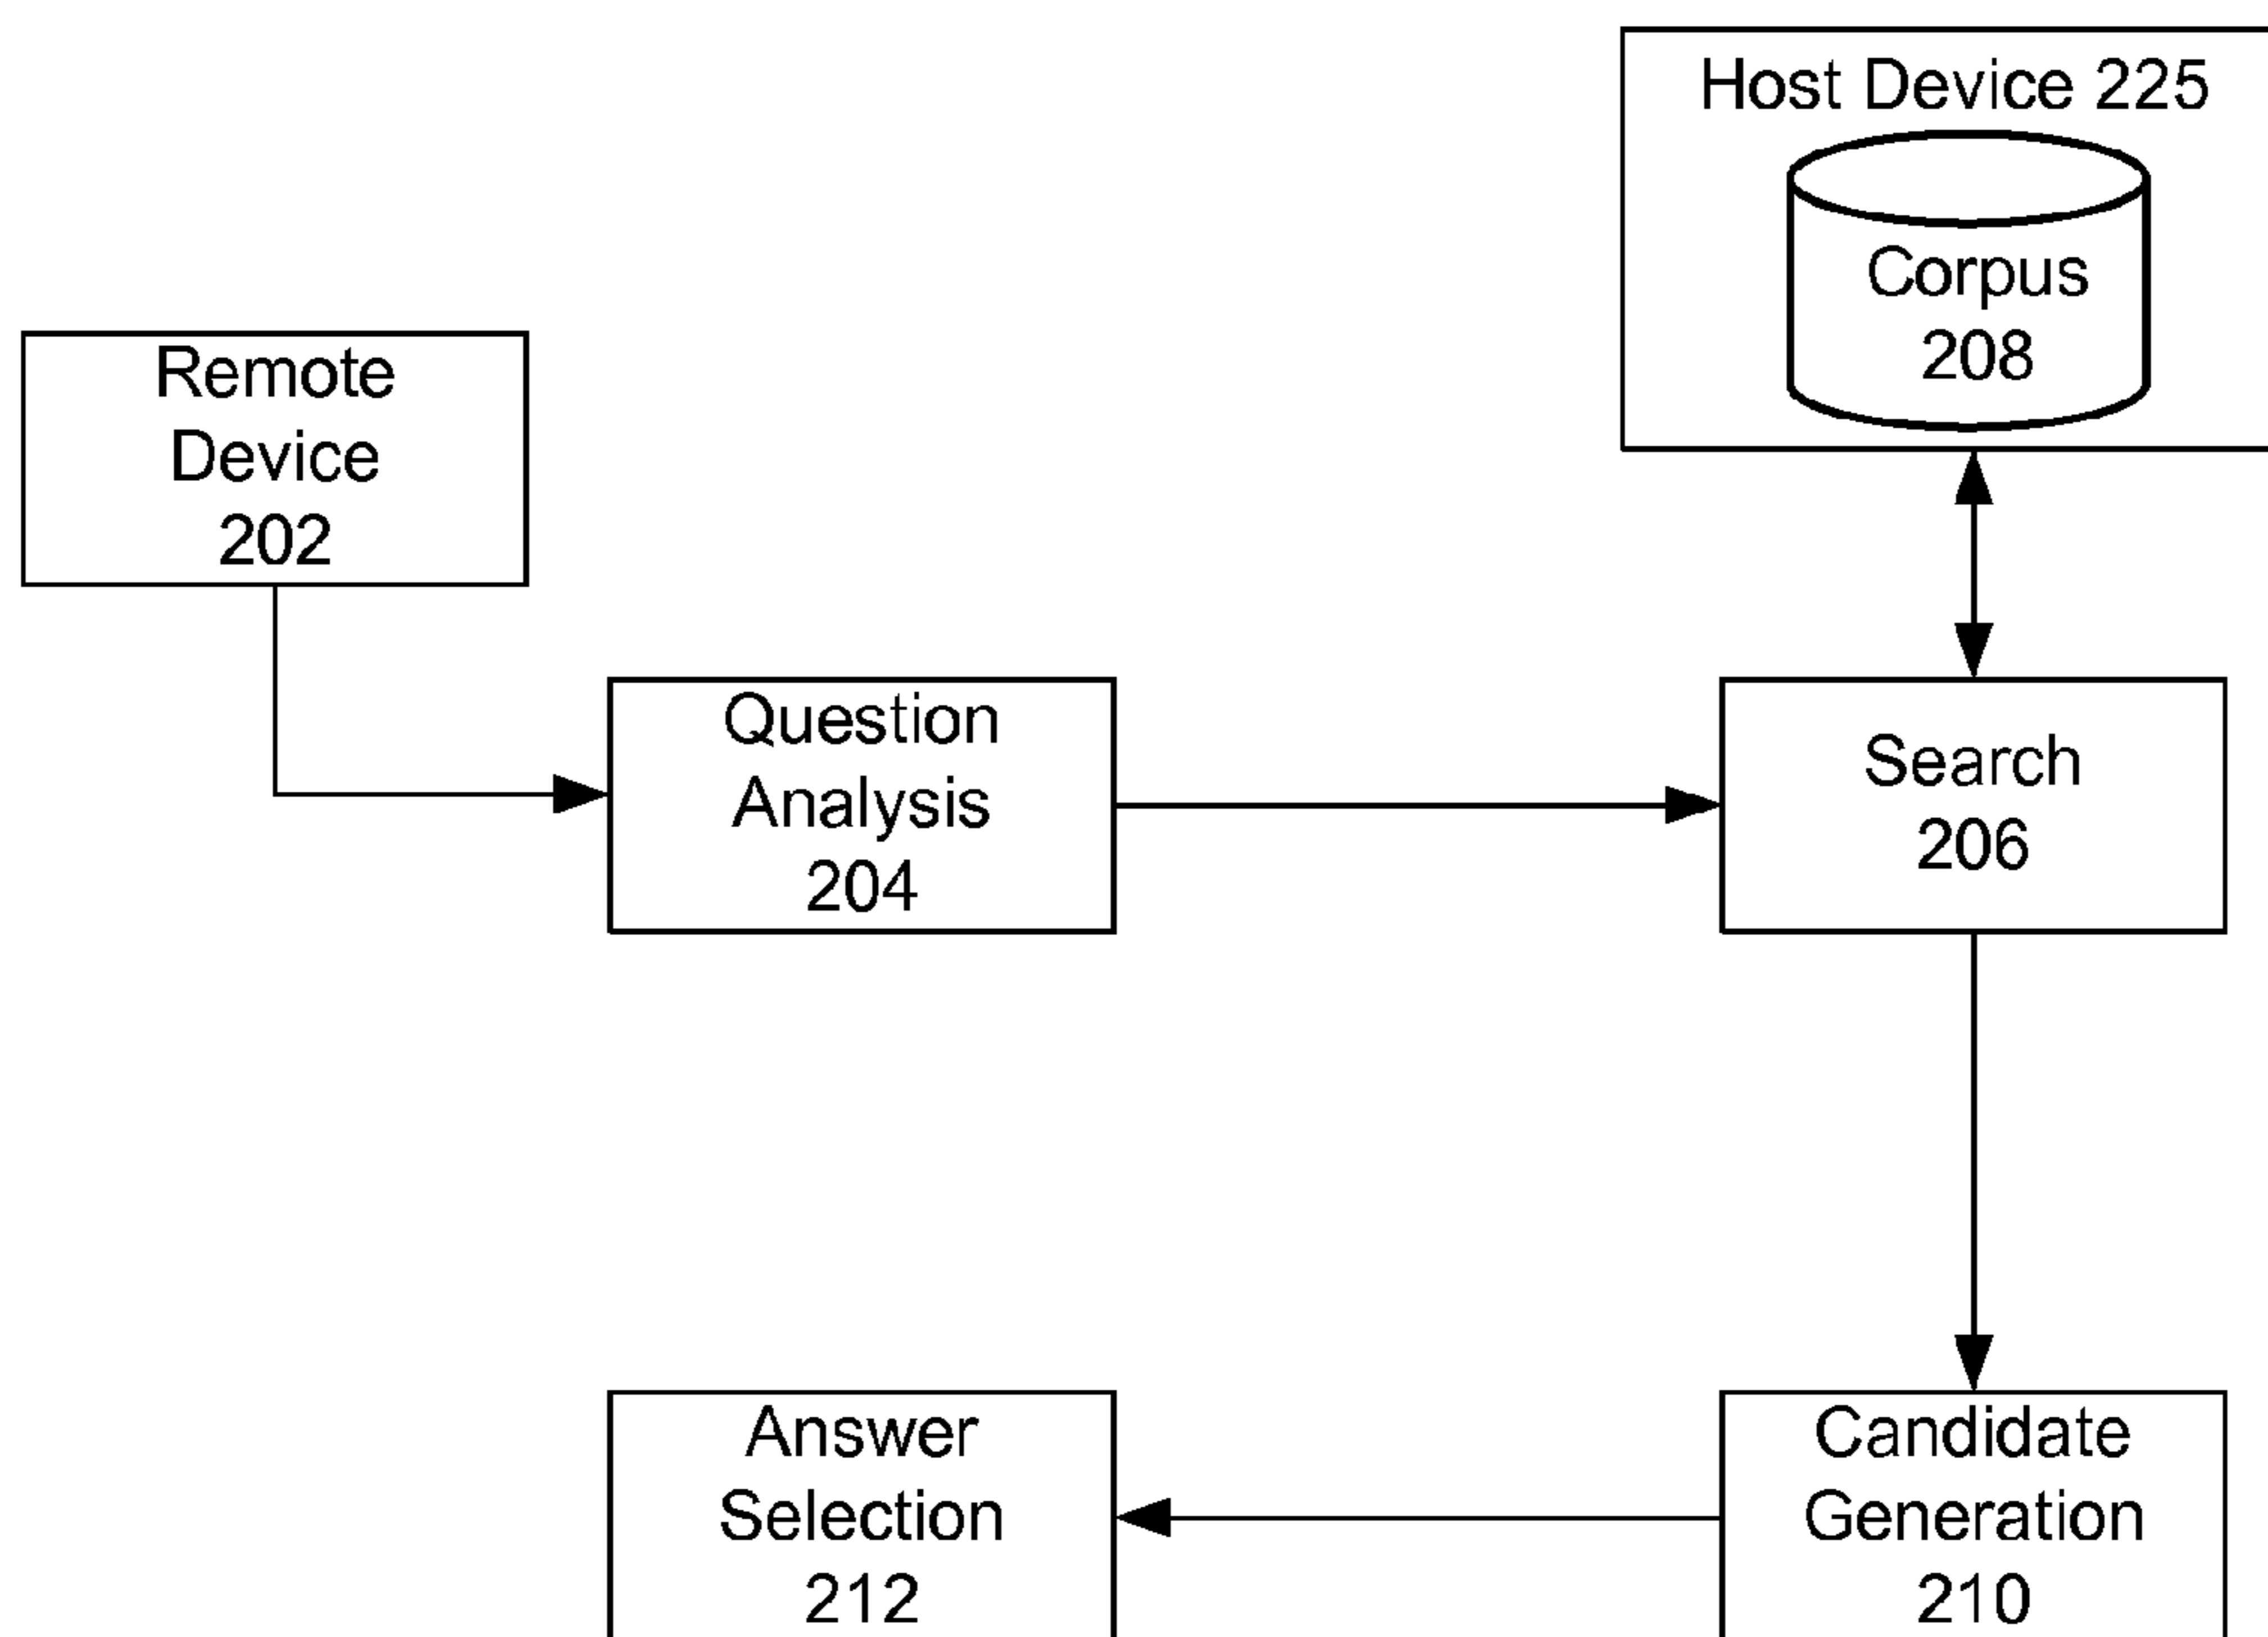 Host Device 225
Corpus
208
Remote
Device
202
Question
Analysis
204
Search
206
Answer
Selection
212
Candidate
Generation
210